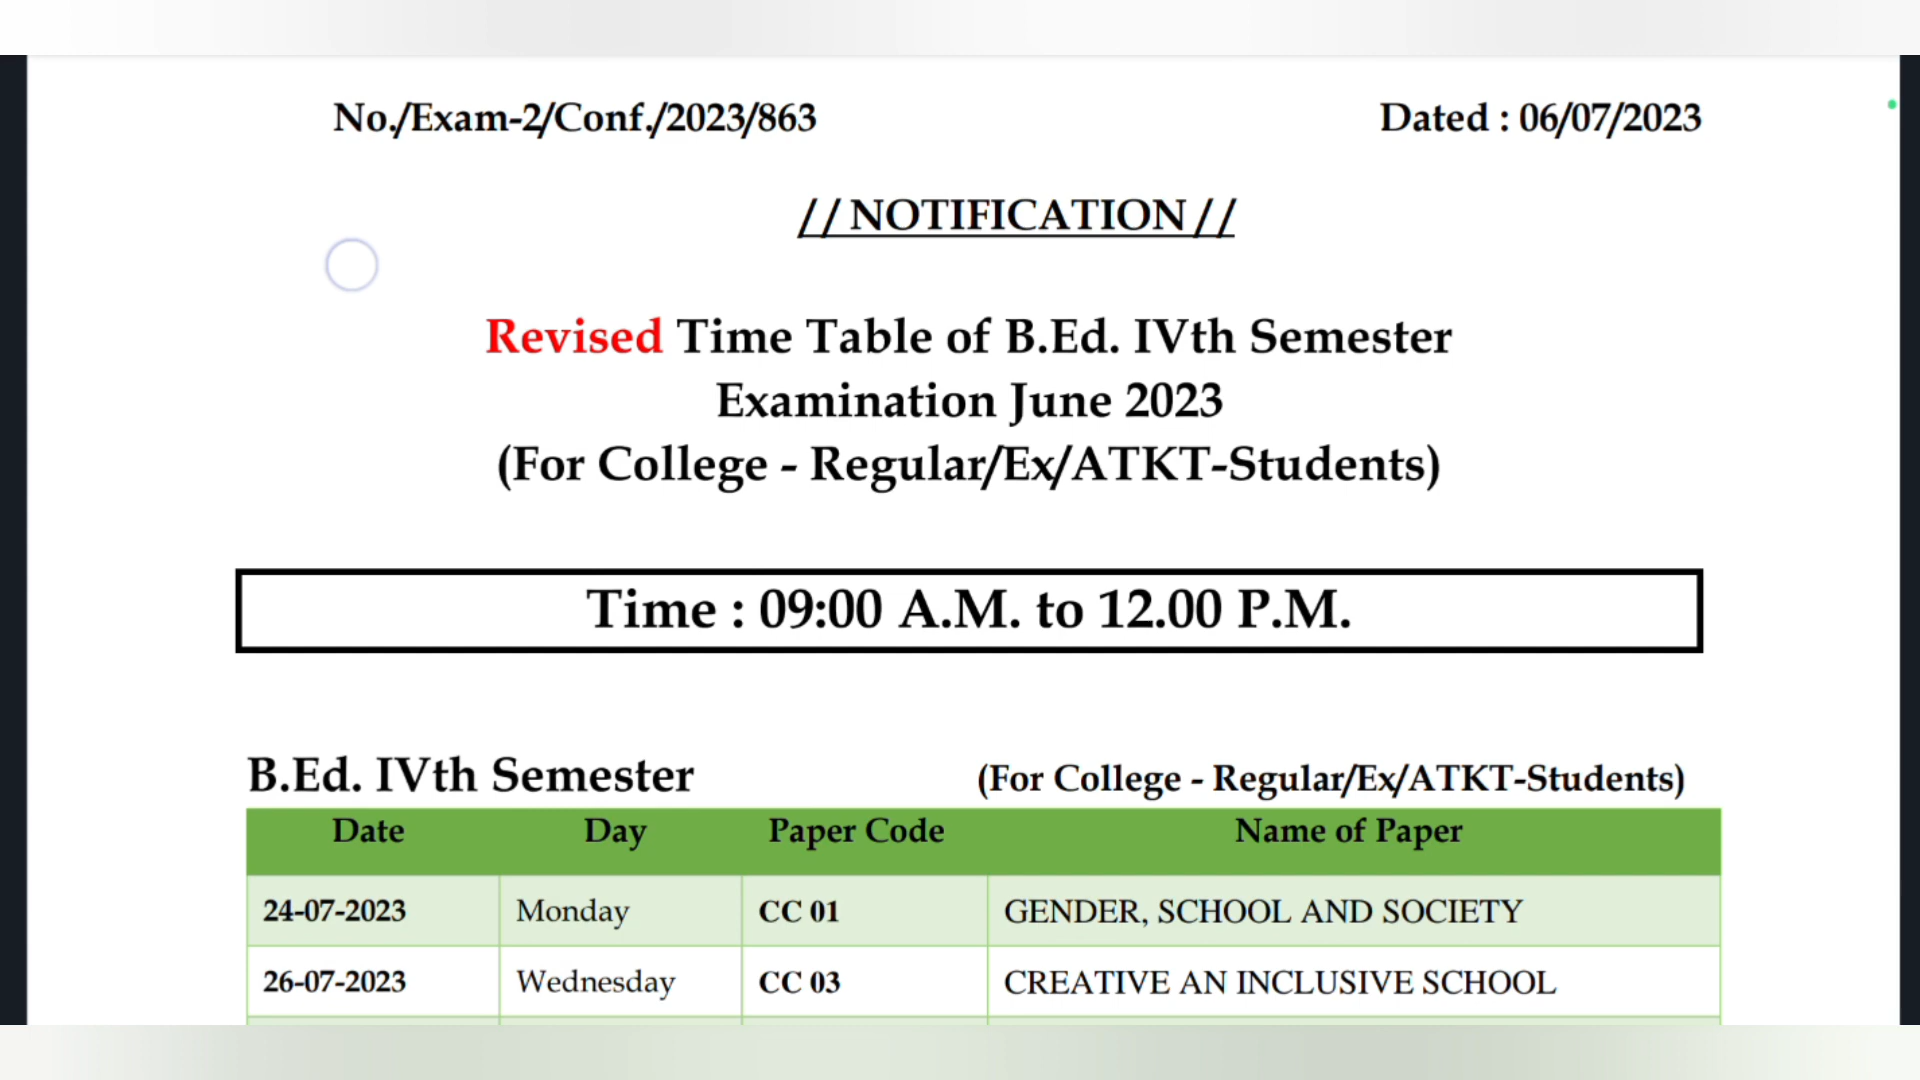 No./Exam-2/Conf./2023/863 Dated : 06/07/2023
//NOTIFICATION//
Revised Time Table of B.Ed. IVth Semester
Examination June 2023
(For College - Regular/Ex/ATKT-Students)
Time : 09:00 A.M. to 12.00 P.M.
B.Ed. IVth Semester (For College - Regular/Ex/ATKT-Students)
Date Day Paper Code Name of Paper
24-07-2023 Monday CC 01 GENDER, SCHOOL AND SOCIETY
26-07-2023 Wednesday CC 03 CREATIVE AN INCLUSIVE SCHOOL